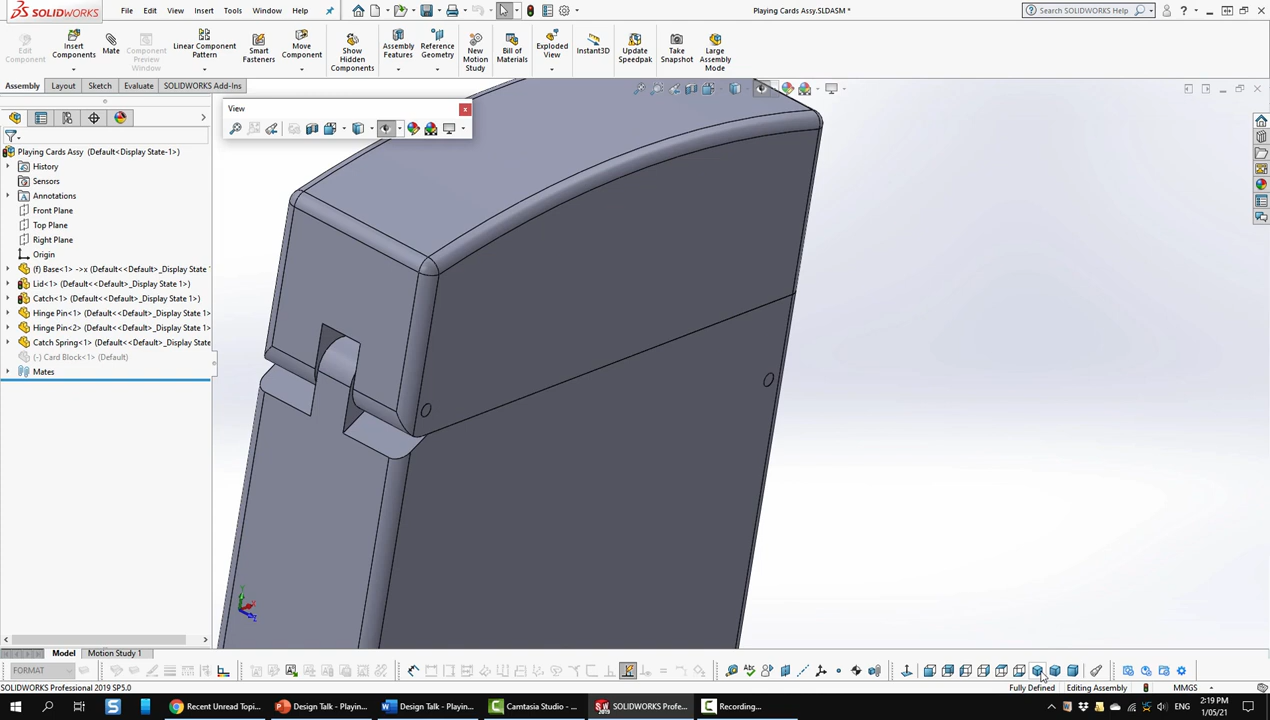 SOLIDWORKS
File Edit View Insert Tools Window Help
Playing Cards Assy.SLDASM *
Search SOLIDWORKS Help
Edit Component
Insert Components
Mate
Component Preview Window
Linear Component Pattern
Smart Fasteners
Move Component
Show Hidden Components
Assembly Features
Reference Geometry
New Motion Study
Bill of Materials
Exploded View
Instant3D
Update Speedpak
Take Snapshot
Large Assembly Mode
Assembly Layout Sketch Evaluate SOLIDWORKS Add-Ins
View
Playing Cards Assy (Default<Display State-1>)
History
Sensors
Annotations
Front Plane
Top Plane
Right Plane
Origin
(f) Base<1> ->x (Default<<Default>_Display State
Lid<1> (Default<<Default>_Display State 1>)
Catch<1> (Default<<Default>_Display State 1>)
Hinge Pin<1> (Default<<Default>_Display State 1>
Hinge Pin<2> (Default<<Default>_Display State 1>
Catch Spring<1> (Default<<Default>_Display State
(-) Card Block<1> (Default)
Mates
Model Motion Study 1
FORMAT
SOLIDWORKS Professional 2019 SP5.0
Fully Defined Editing Assembly MMGS
Recent Unread Topi...
Design Talk - Playin...
Design Talk - Playin...
Camtasia Studio - ...
SOLIDWORKS Profe...
Recording...
ENG
2:19 PM
1/05/21